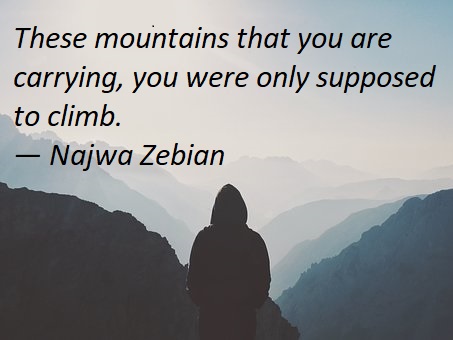 These mountains that you are
carrying, you were only supposed
to climb.
— Najwa Zebian